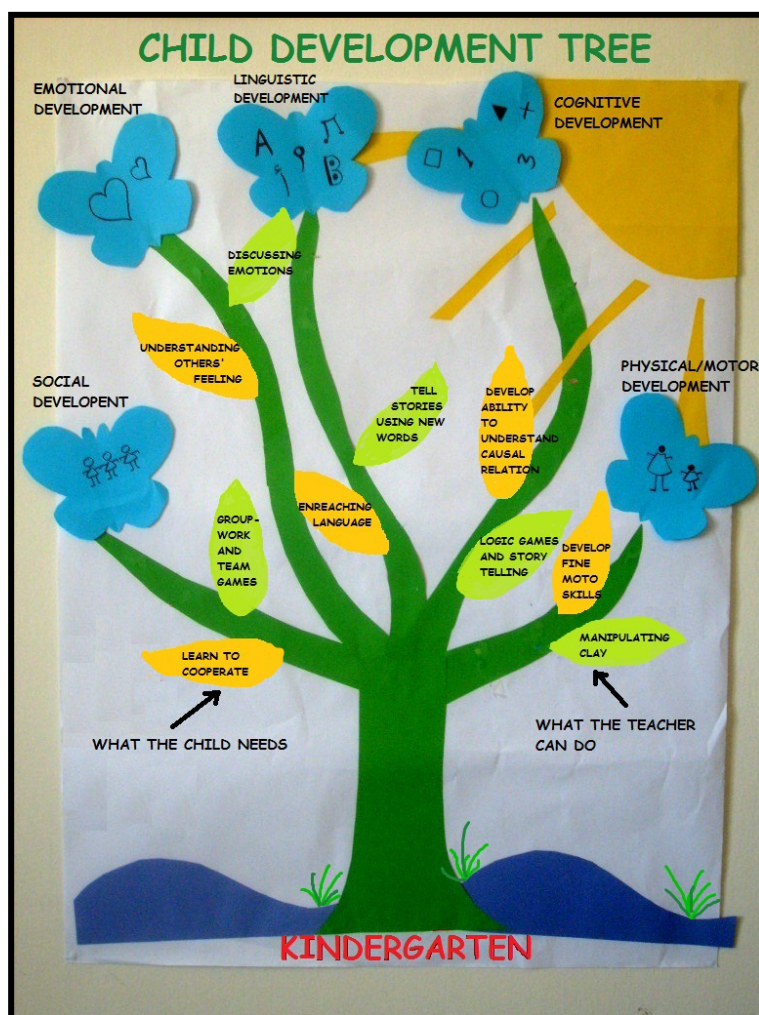 CHILD DEVELOPMENT TREE
EMOTIONAL
DEVELOPMENT
LINGUISTIC
DEVELOPMENT
COGNITIVE
DEVELOPMENT
A
B
1
3
DISCUSSING
EMOTIONS
UNDERSTANDING
OTHERS'
FEELING
SOCIAL
DEVELOPENT
TELL
STORIES
USING NEW
WORDS
DEVELOP
ABILITY
TO
UNDERSTAND
CAUSAL
RELATION
PHYSICAL/MOTOR
DEVELOPMENT
GROUP-
WORK
AND
TEAM
GAMES
ENREACHING
LANGUAGE
LOGIC GAMES
AND STORY
TELLING
DEVELOP
FINE
MOTO
SKILLS
LEARN TO
COOPERATE
MANIPULATING
CLAY
WHAT THE CHILD NEEDS
WHAT THE TEACHER
CAN DO
KINDERGARTEN